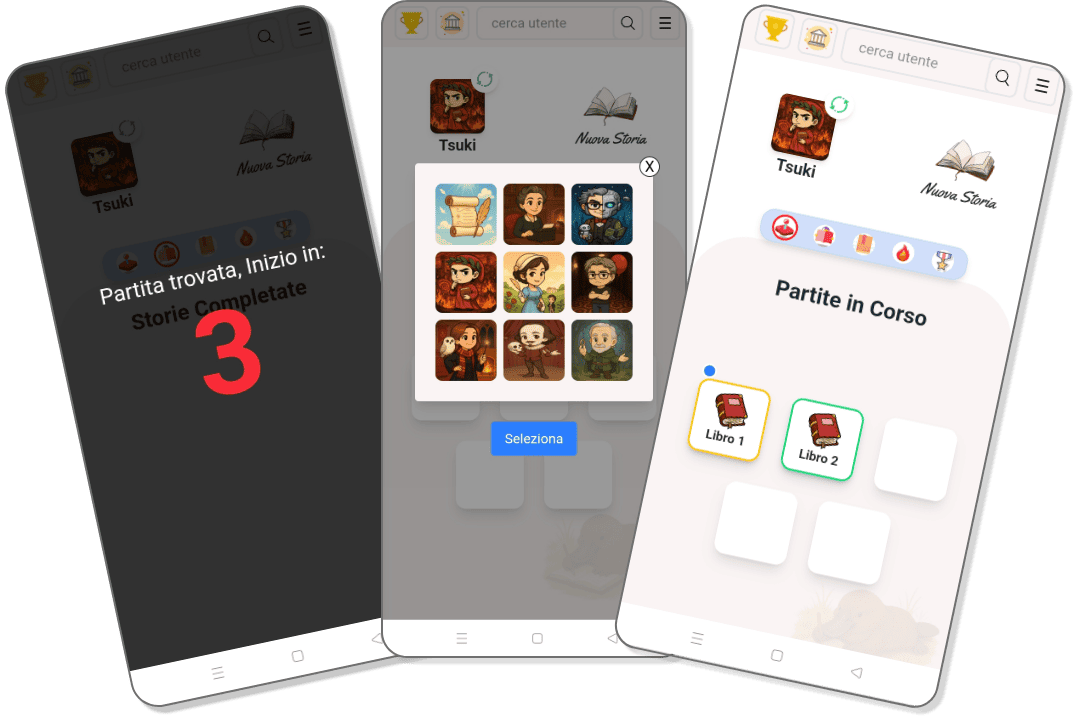 cerca utente
Tsuki
Nuova Storia
Partita trovata, Inizio in:
Storie Completate
3
cerca utente
Tsuki
Nuova Storia
X
Seleziona
cerca utente
Tsuki
Nuova Storia
Partite in Corso
Libro 1
Libro 2